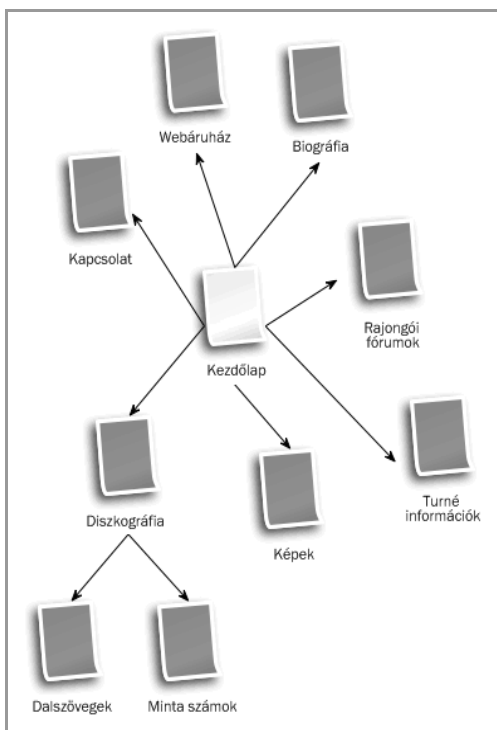 Webáruház
Biográfia
Kapcsolat
Rajongói
fórumok
Kezdőlap
Turné
információk
Diszkográfia
Képek
Dalszövegek
Minta számok